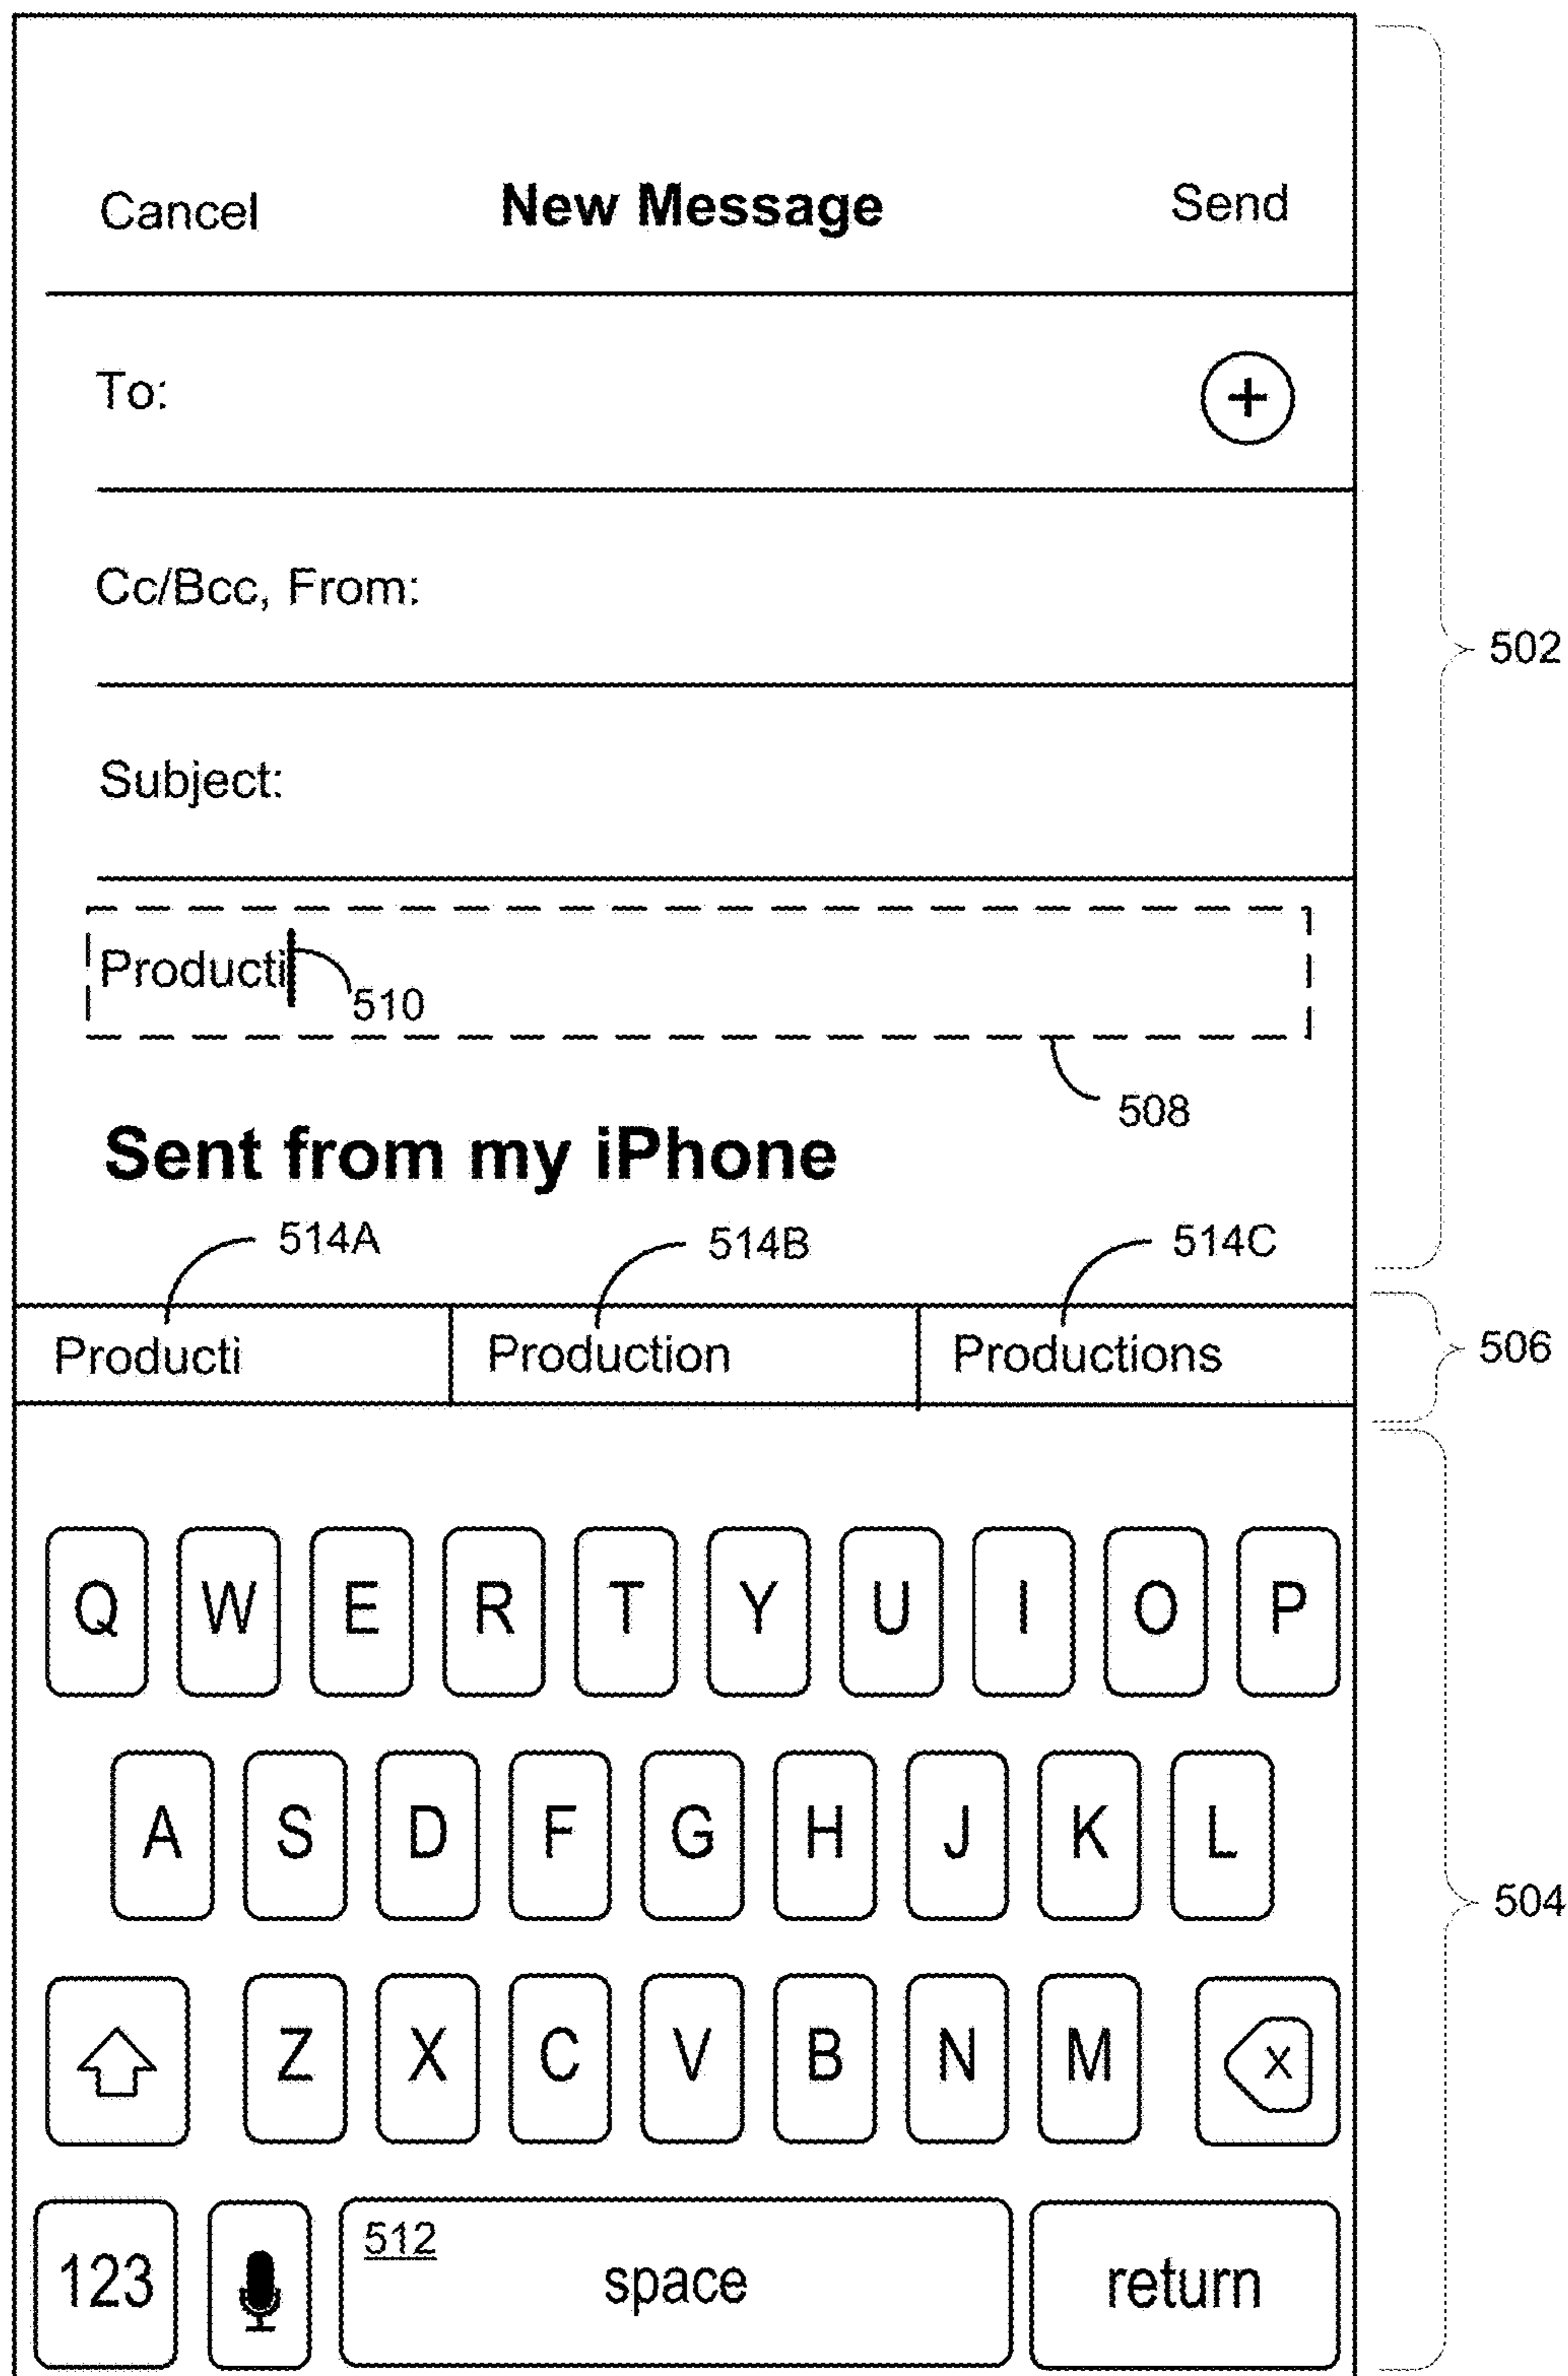 Cancel New Message Send
To: +
Cc/Bcc, From:
502
Subject:
Producti
510
508
Sent from my iPhone
514A 514B 514C
Producti Production Productions 506
Q W E R T Y U I O P
A S D F G H J K L
504
Z X C V B N M X
123 512 space return